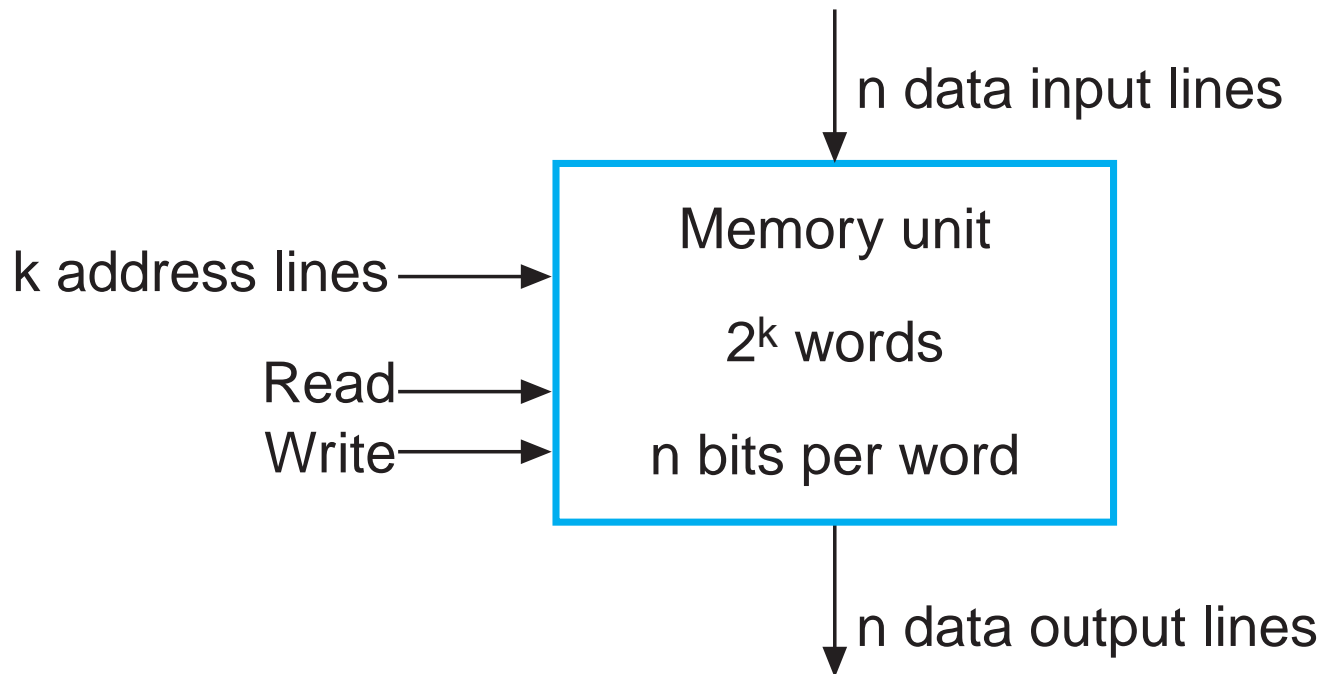 n data input lines
Memory unit
k address lines
2ᵏ words
Read
Write
n bits per word
n data output lines